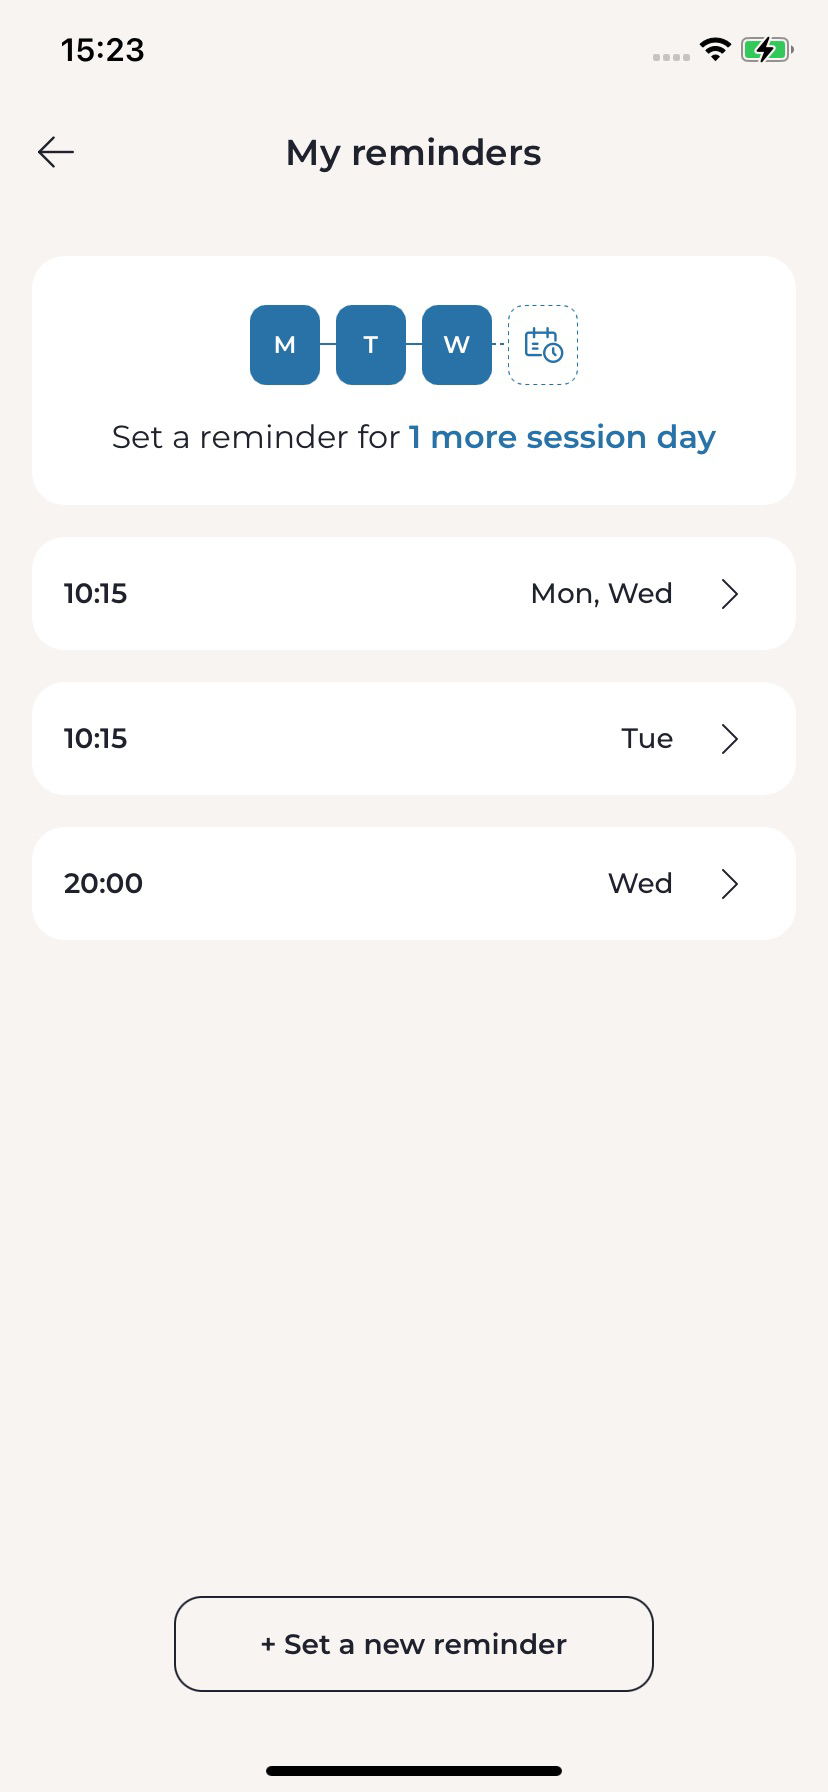 15:23
My reminders
M T W
Set a reminder for 1 more session day
10:15 Mon, Wed
10:15 Tue
20:00 Wed
+ Set a new reminder